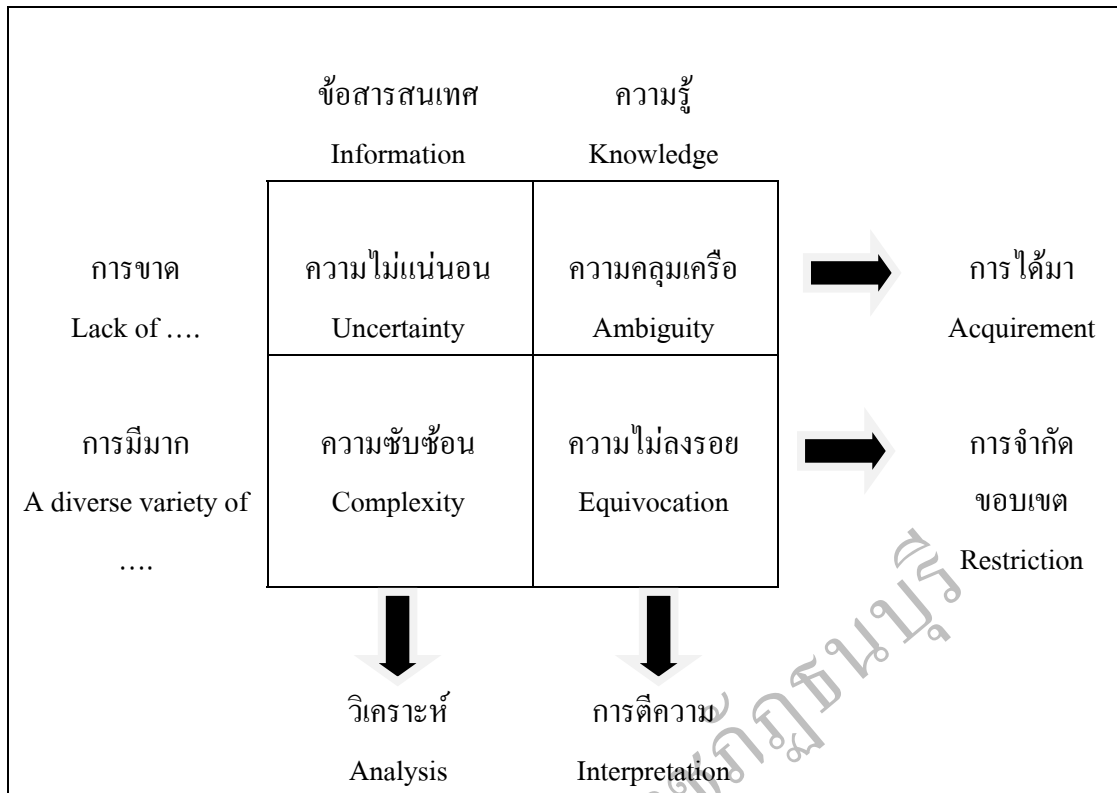 ข้อสารสนเทศ ความรู้
Information Knowledge
การขาด ความไม่แน่นอน ความคลุมเครือ การได้มา
Lack of …. Uncertainty Ambiguity Acquirement
การมีมาก ความซับซ้อน ความไม่ลงรอย การจำกัด
A diverse variety of Complexity Equivocation ขอบเขต
…. Restriction
วิเคราะห์ การตีความ
Analysis Interpretation